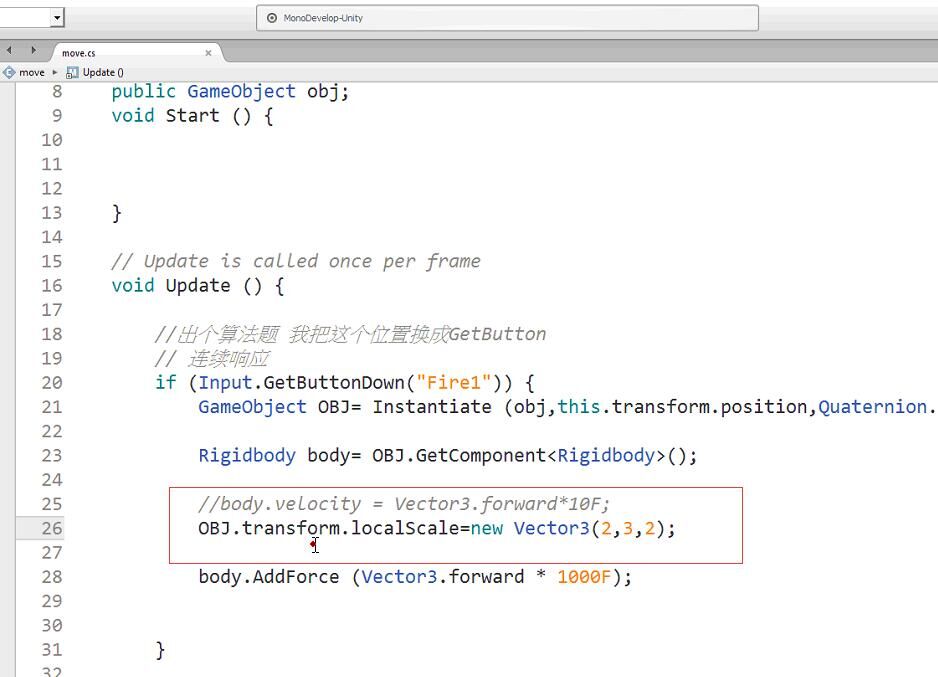 MonoDevelop-Unity
move.cs ×
move ▸ Update ()
8 public GameObject obj;
9 void Start () {
10
11
12
13 }
14
15 // Update is called once per frame
16 void Update () {
17
18 //出个算法题 我把这个位置换成GetButton
19 // 连续响应
20 if (Input.GetButtonDown("Fire1")) {
21 GameObject OBJ= Instantiate (obj,this.transform.position,Quaternion.
22
23 Rigidbody body= OBJ.GetComponent<Rigidbody>();
24
25 //body.velocity = Vector3.forward*10F;
26 OBJ.transform.localScale=new Vector3(2,3,2);
27
28 body.AddForce (Vector3.forward * 1000F);
29
30
31 }
32